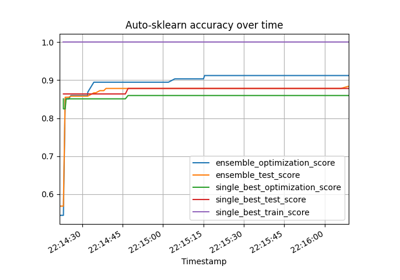 Auto-sklearn accuracy over time
1.0
0.9
0.8
0.7
0.6
ensemble_optimization_score
ensemble_test_score
single_best_optimization_score
single_best_test_score
single_best_train_score
22:14:30
22:14:45
22:15:00
22:15:15
22:15:30
22:15:45
22:16:00
Timestamp